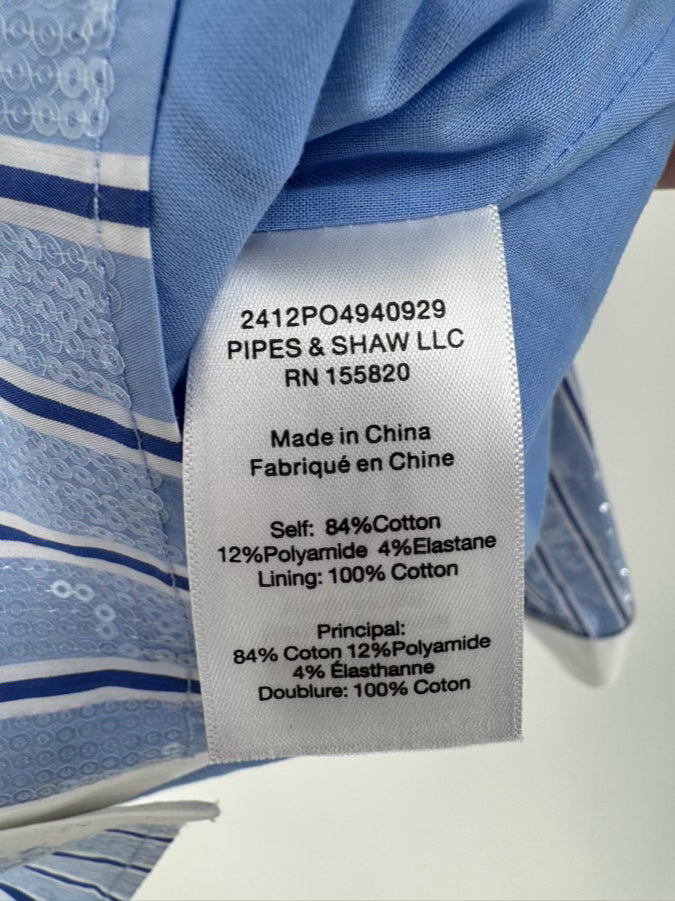 2412PO4940929
PIPES & SHAW LLC
RN 155820
Made in China
Fabriqué en Chine
Self: 84%Cotton
12%Polyamide 4%Elastane
Lining: 100% Cotton
Principal:
84% Coton 12%Polyamide
4% Élasthanne
Doublure: 100% Coton